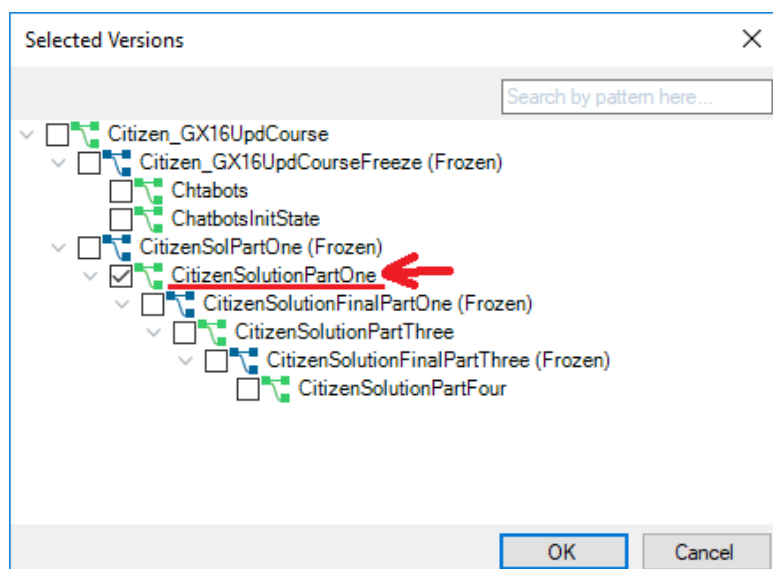 Selected Versions
Search by pattern here...
Citizen_GX16UpdCourse
Citizen_GX16UpdCourseFreeze (Frozen)
Chtabots
ChatbotsInitState
CitizenSolPartOne (Frozen)
CitizenSolutionPartOne
CitizenSolutionFinalPartOne (Frozen)
CitizenSolutionPartThree
CitizenSolutionFinalPartThree (Frozen)
CitizenSolutionPartFour
OK Cancel